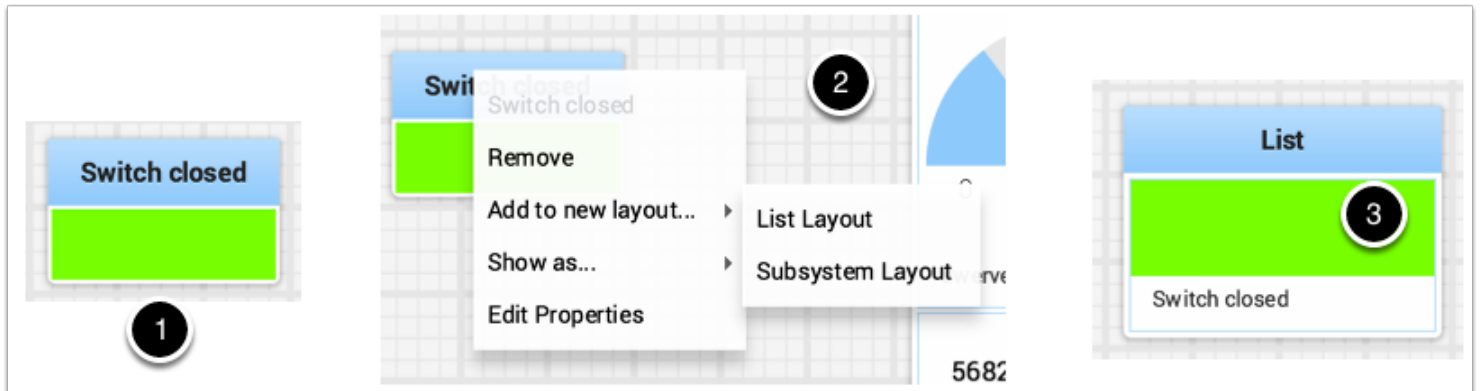 Switch closed
1
Switch closed
Switch closed
Remove
Add to new layout...
Show as...
Edit Properties
List Layout
Subsystem Layout
2
0
5682
List
3
Switch closed